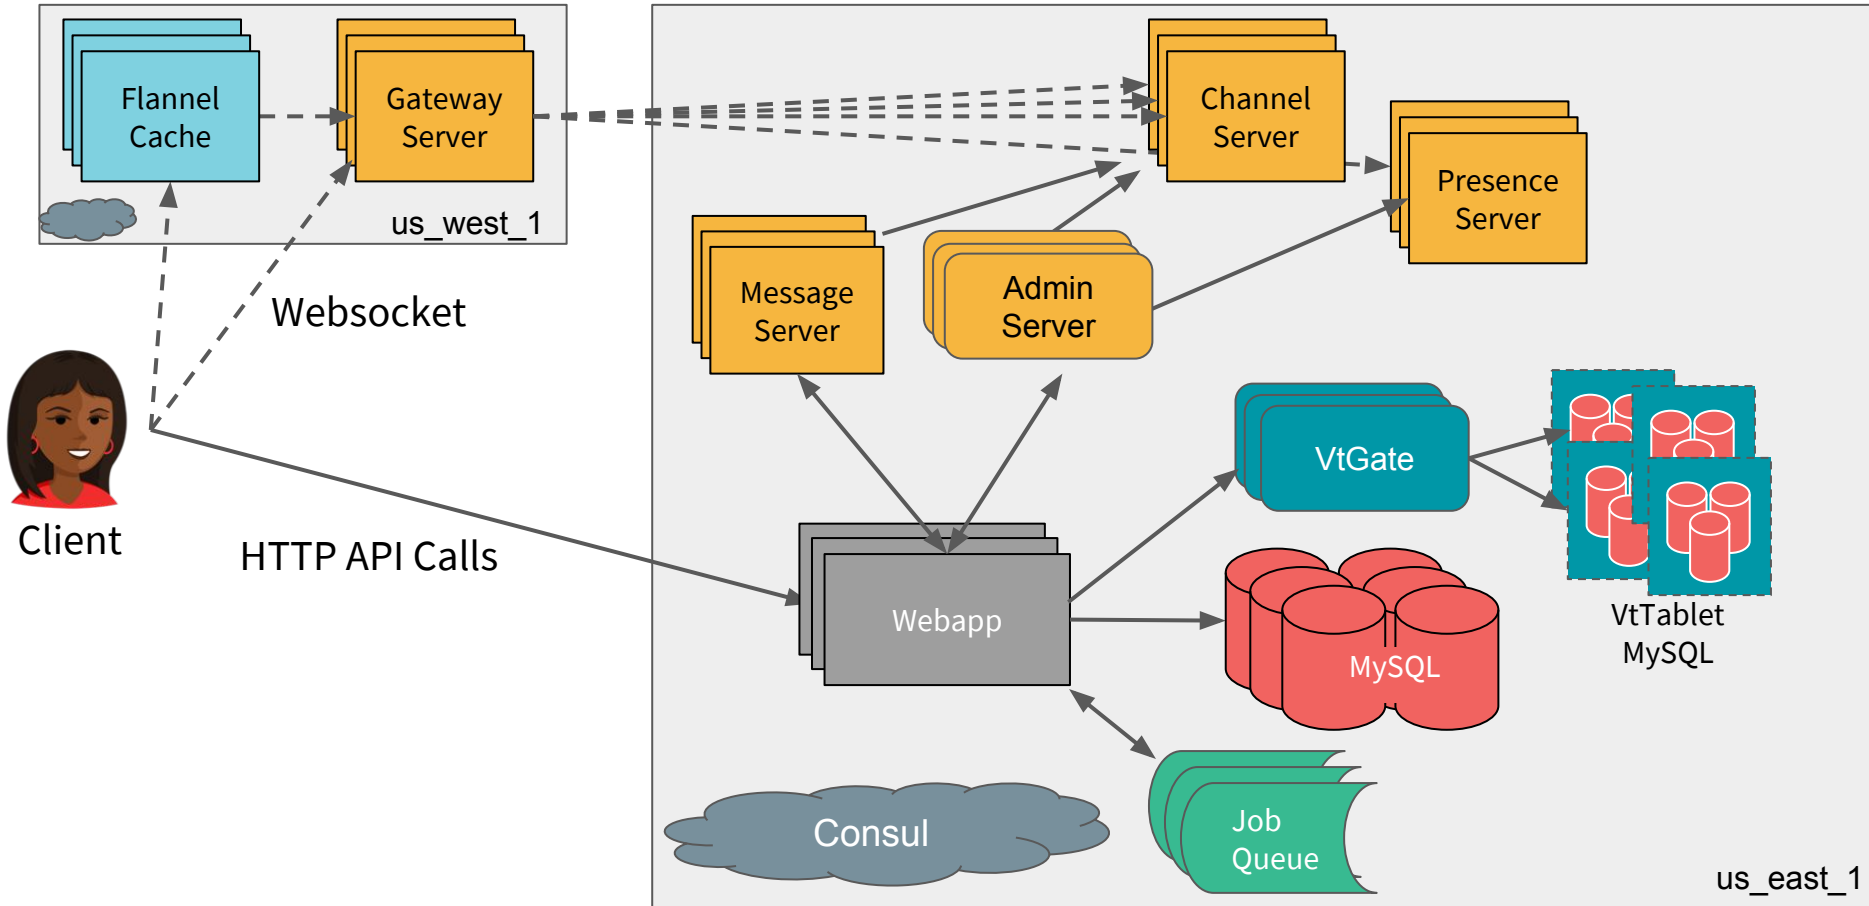 Flannel
Cache
Gateway
Server
us_west_1
Channel
Server
Presence
Server
Message
Server
Admin
Server
Websocket
Client
HTTP API Calls
VtGate
VtTablet
MySQL
Webapp
MySQL
Consul
Job
Queue
us_east_1